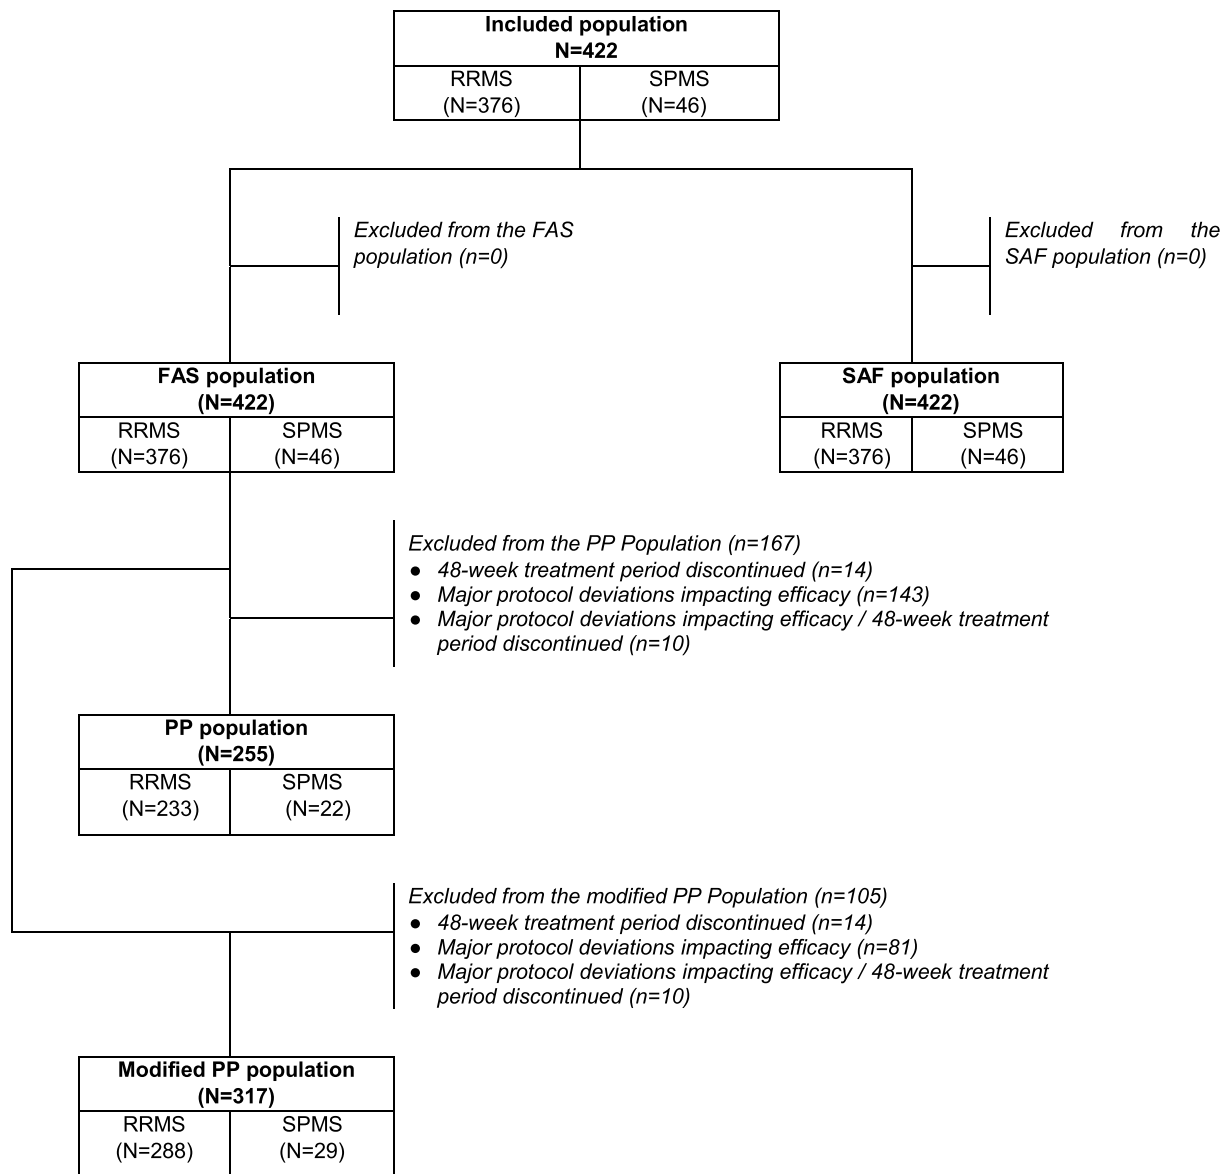 Included population
N=422
RRMS
(N=376)
SPMS
(N=46)
Excluded from the FAS
population (n=0)
Excluded from the
SAF population (n=0)
FAS population
(N=422)
RRMS
(N=376)
SPMS
(N=46)
SAF population
(N=422)
RRMS
(N=376)
SPMS
(N=46)
Excluded from the PP Population (n=167)
● 48-week treatment period discontinued (n=14)
● Major protocol deviations impacting efficacy (n=143)
● Major protocol deviations impacting efficacy / 48-week treatment
period discontinued (n=10)
PP population
(N=255)
RRMS
(N=233)
SPMS
(N=22)
Excluded from the modified PP Population (n=105)
● 48-week treatment period discontinued (n=14)
● Major protocol deviations impacting efficacy (n=81)
● Major protocol deviations impacting efficacy / 48-week treatment
period discontinued (n=10)
Modified PP population
(N=317)
RRMS
(N=288)
SPMS
(N=29)